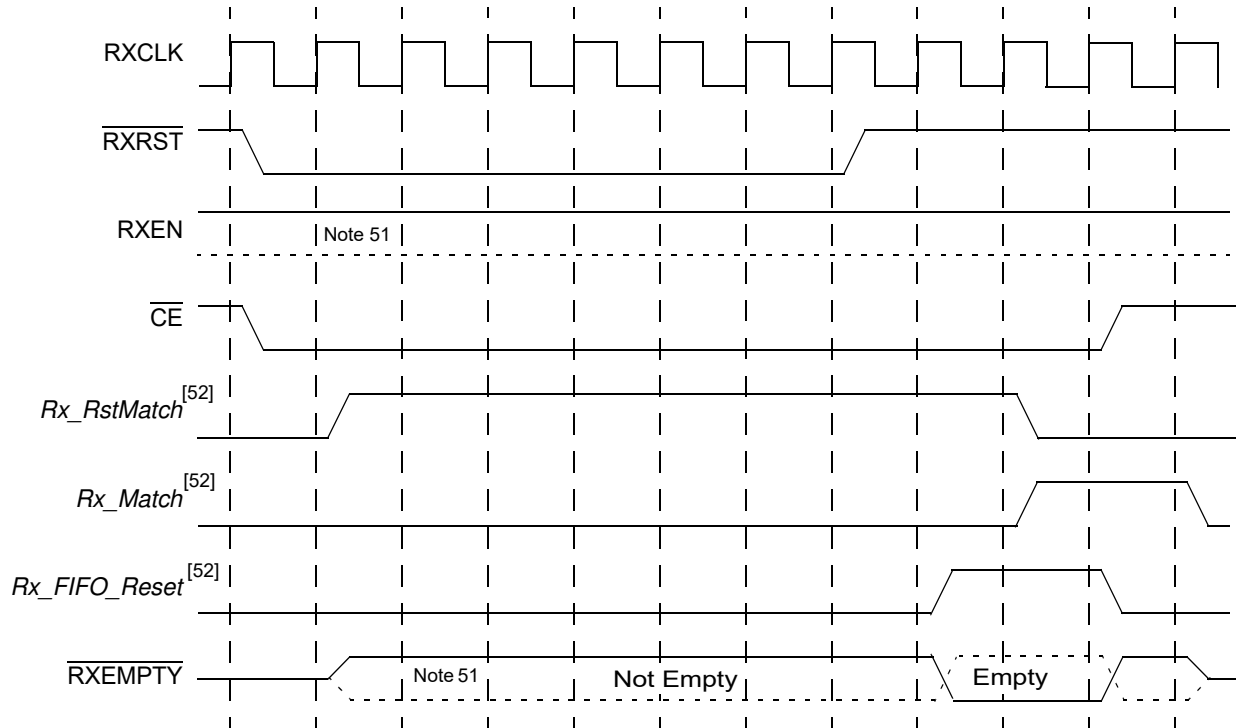 RXCLK
RXRST
RXEN
Note 51
CE
Rx_RstMatch[52]
Rx_Match[52]
Rx_FIFO_Reset[52]
RXEMPTY
Note 51
Not Empty
Empty